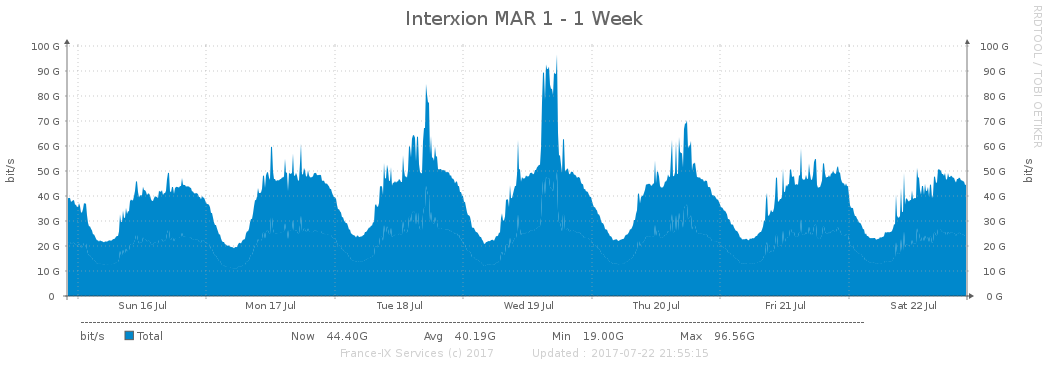 Interxion MAR 1 - 1 Week
RRDTOOL / TOBI OETIKER
bit/s
100 G 100 G
90 G 90 G
80 G 80 G
70 G 70 G
60 G 60 G
50 G 50 G
40 G 40 G
30 G 30 G
20 G 20 G
10 G 10 G
0 0 G
bit/s
Sun 16 Jul Mon 17 Jul Tue 18 Jul Wed 19 Jul Thu 20 Jul Fri 21 Jul Sat 22 Jul
bit/s Total Now 44.40G Avg 40.19G Min 19.00G Max 96.56G
France-IX Services (c) 2017 Updated : 2017-07-22 21:55:15